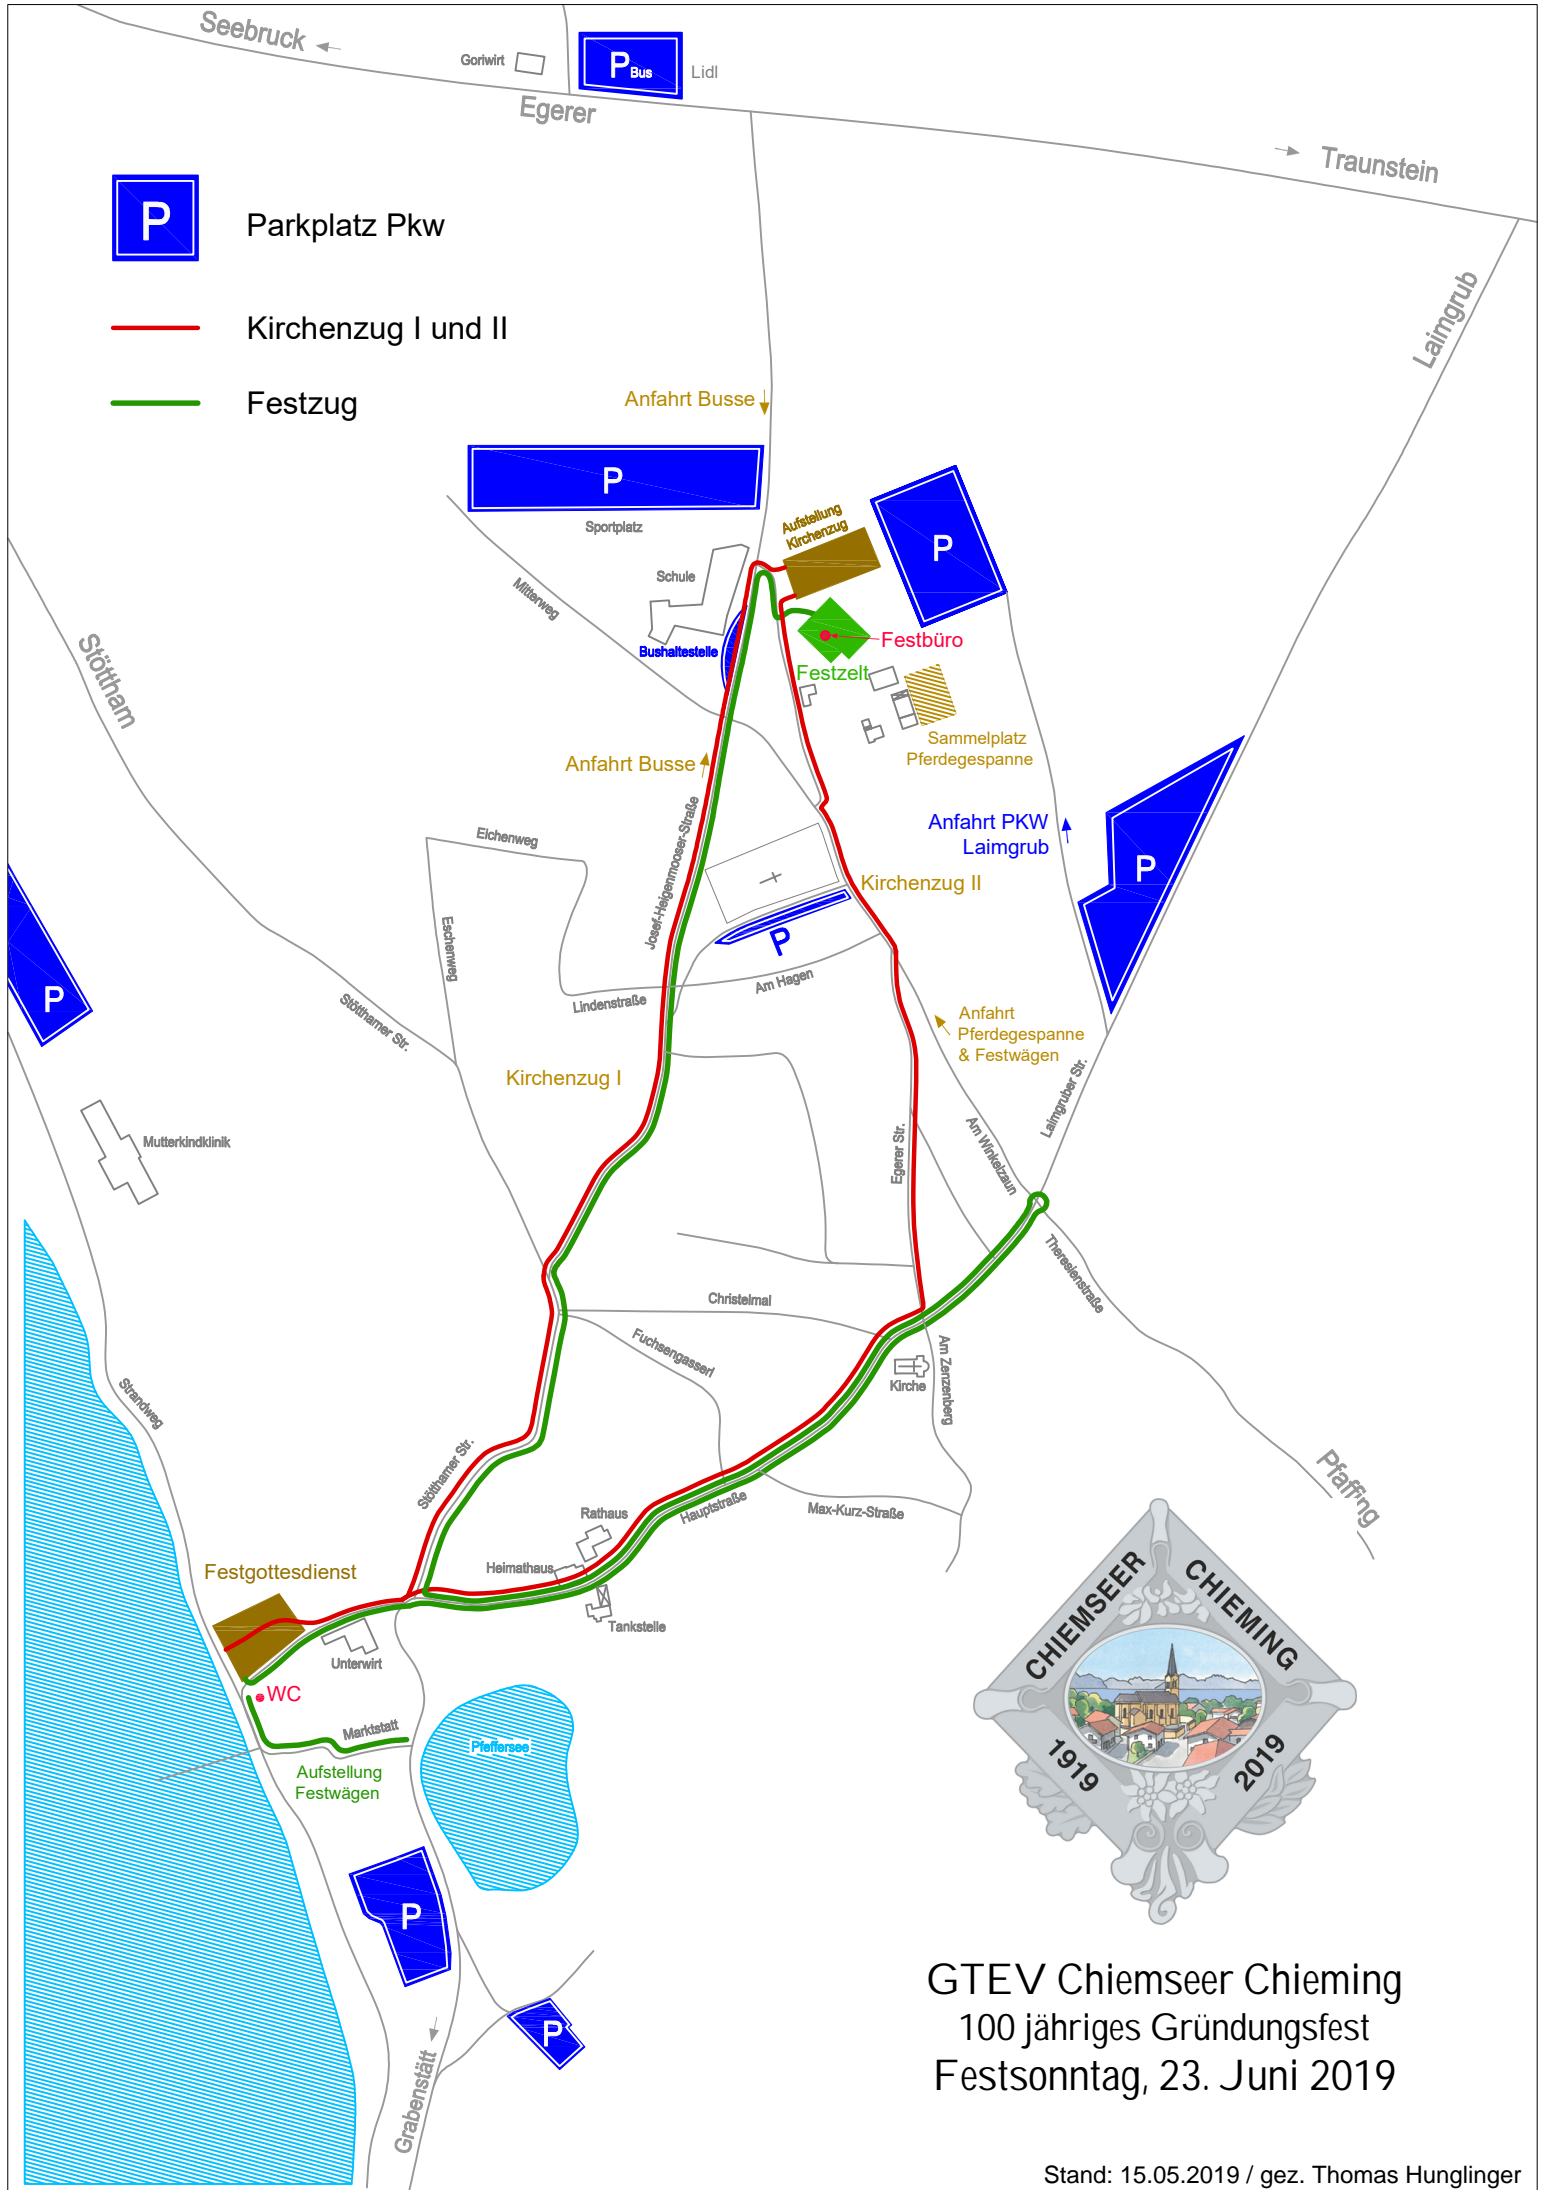 Seebruck
Goriwirt
P Bus
Lidl
Egerer
Traunstein
P
Parkplatz Pkw
Kirchenzug I und II
Festzug
Laimgrub
Anfahrt Busse
P
Sportplatz
Aufstellung
Kirchenzug
P
Schule
Mitterweg
Bushaltestelle
Festbüro
Festzelt
Stöttham
Sammelplatz
Pferdegespanne
Anfahrt Busse
Josef-Heigenmooser-Straße
Anfahrt PKW
Laimgrub
P
Eichenweg
Kirchenzug II
Eschenweg
P
Am Hagen
Lindenstraße
P
Stötthamer Str.
Anfahrt
Pferdegespanne
& Festwägen
Kirchenzug I
Laimgruber Str.
Mutterkindklinik
Egerer Str.
Am Winkelzaun
Theresienstraße
Christelmal
Fuchsengasserl
Kirche
Am Zenzenberg
Strandweg
Stötthamer Str.
Pfaffing
Hauptstraße
Max-Kurz-Straße
Rathaus
Heimathaus
Tankstelle
Festgottesdienst
Unterwirt
WC
Marktstatt
Pfeffersee
Aufstellung
Festwägen
CHIEMSEER
CHIEMING
1919
2019
P
P
Grabenstätt
GTEV Chiemseer Chieming
100 jähriges Gründungsfest
Festsonntag, 23. Juni 2019
Stand: 15.05.2019 / gez. Thomas Hunglinger